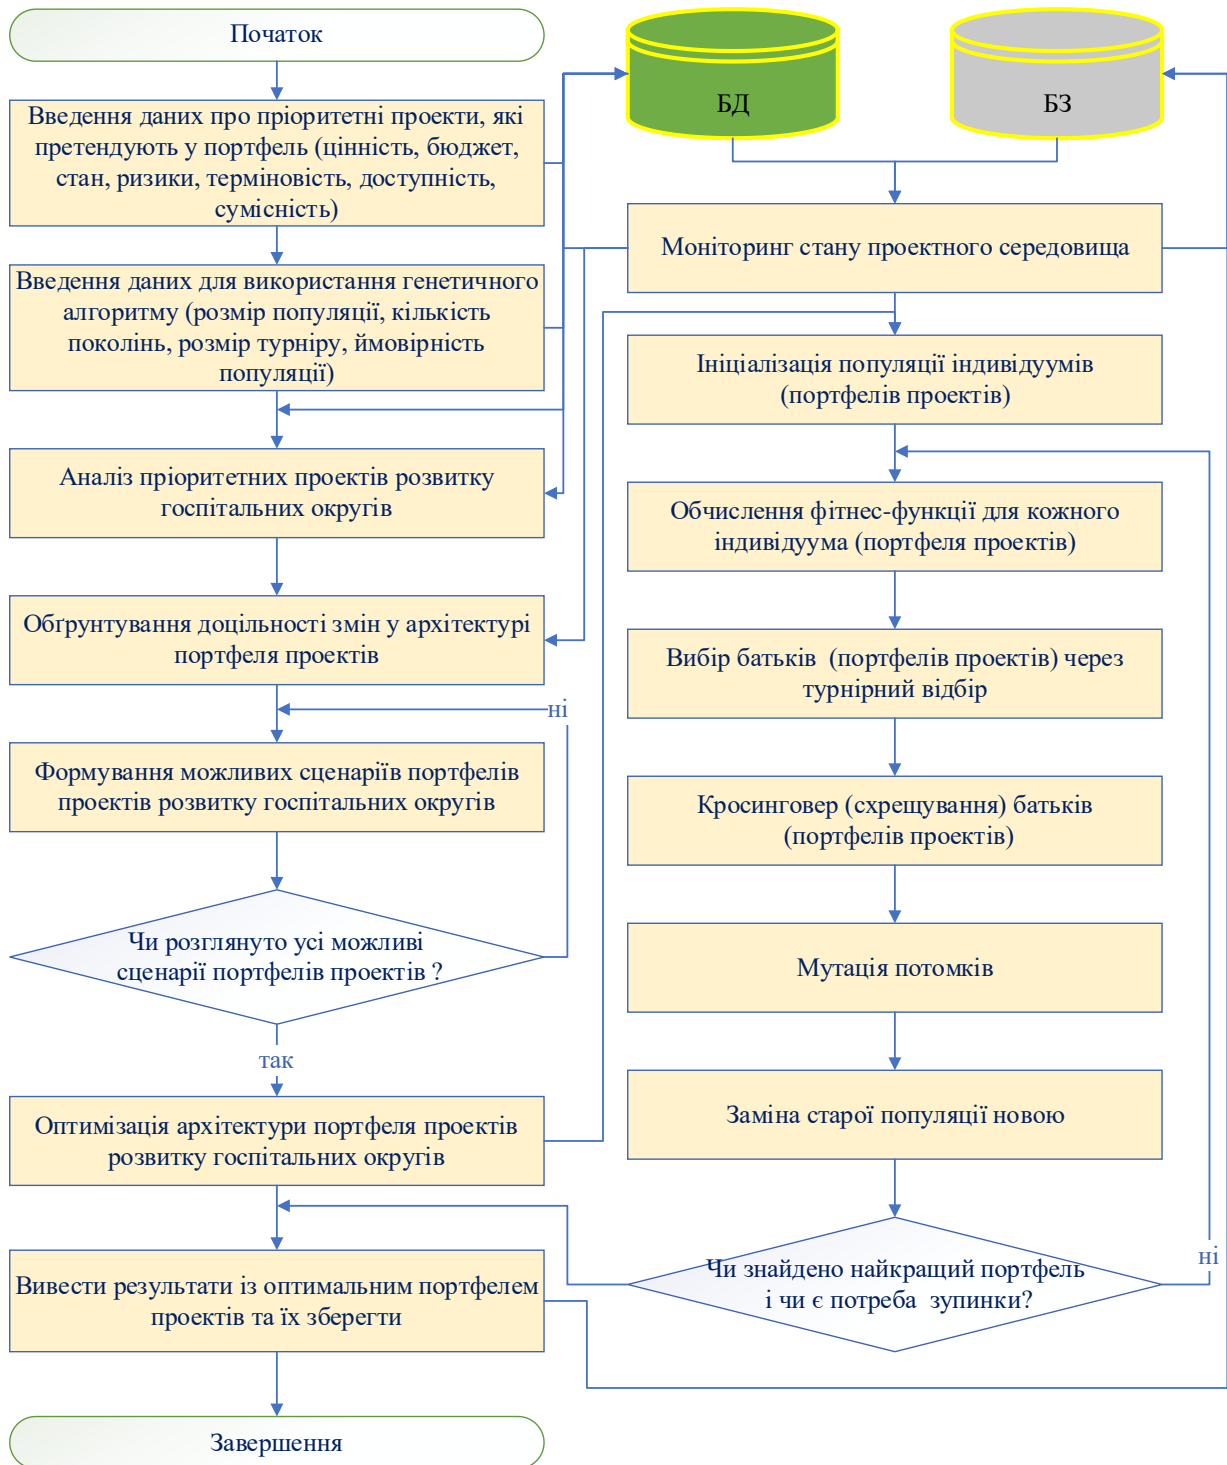 Початок
Введення даних про пріоритетні проекти, які
претендують у портфель (цінність, бюджет,
стан, ризики, терміновість, доступність,
сумісність)
Введення даних для використання генетичного
алгоритму (розмір популяції, кількість
поколінь, розмір турніру, ймовірність
популяції)
Аналіз пріоритетних проектів розвитку
госпітальних округів
Обґрунтування доцільності змін у архітектурі
портфеля проектів
ні
Формування можливих сценаріїв портфелів
проектів розвитку госпітальних округів
Чи розглянуто усі можливі
сценарії портфелів проектів ?
так
Оптимізація архітектури портфеля проектів
розвитку госпітальних округів
Вивести результати із оптимальним портфелем
проектів та їх зберегти
Завершення
БД
БЗ
Моніторинг стану проектного середовища
Ініціалізація популяції індивідуумів
(портфелів проектів)
Обчислення фітнес-функції для кожного
індивідуума (портфеля проектів)
Вибір батьків (портфелів проектів) через
турнірний відбір
Кросинговер (схрещування) батьків
(портфелів проектів)
Мутація потомків
Заміна старої популяції новою
Чи знайдено найкращий портфель
і чи є потреба зупинки?
ні